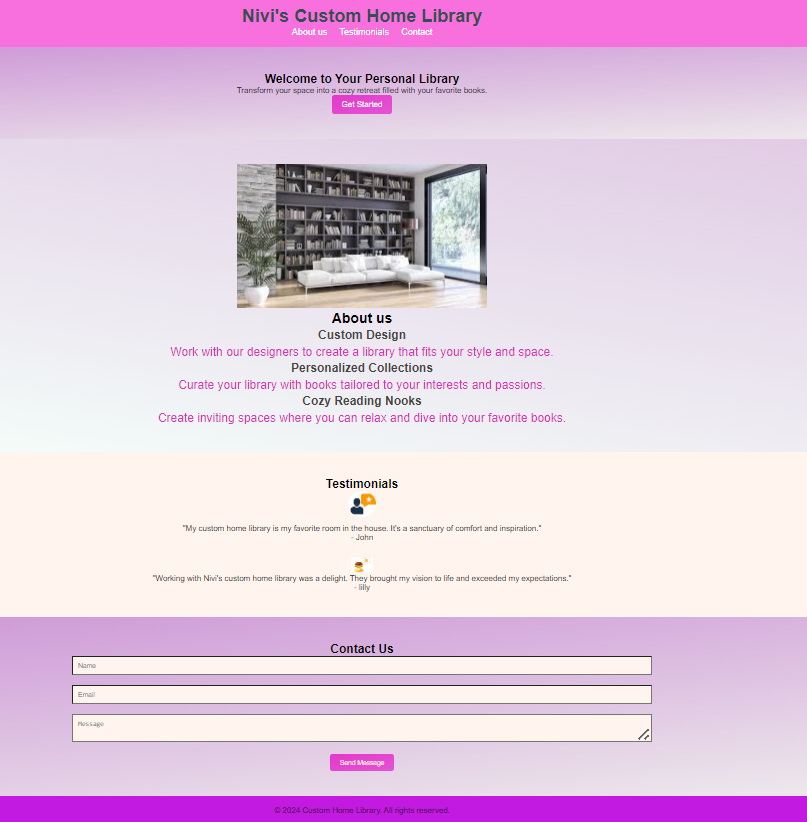 Nivi's Custom Home Library
About us Testimonials Contact
Welcome to Your Personal Library
Transform your space into a cozy retreat filled with your favorite books.
Get Started
About us
Custom Design
Work with our designers to create a library that fits your style and space.
Personalized Collections
Curate your library with books tailored to your interests and passions.
Cozy Reading Nooks
Create inviting spaces where you can relax and dive into your favorite books.
Testimonials
"My custom home library is my favorite room in the house. It's a sanctuary of comfort and inspiration."
- John
"Working with Nivi's custom home library was a delight. They brought my vision to life and exceeded my expectations."
- lilly
Contact Us
Name
Email
Message
Send Message
© 2024 Custom Home Library. All rights reserved.